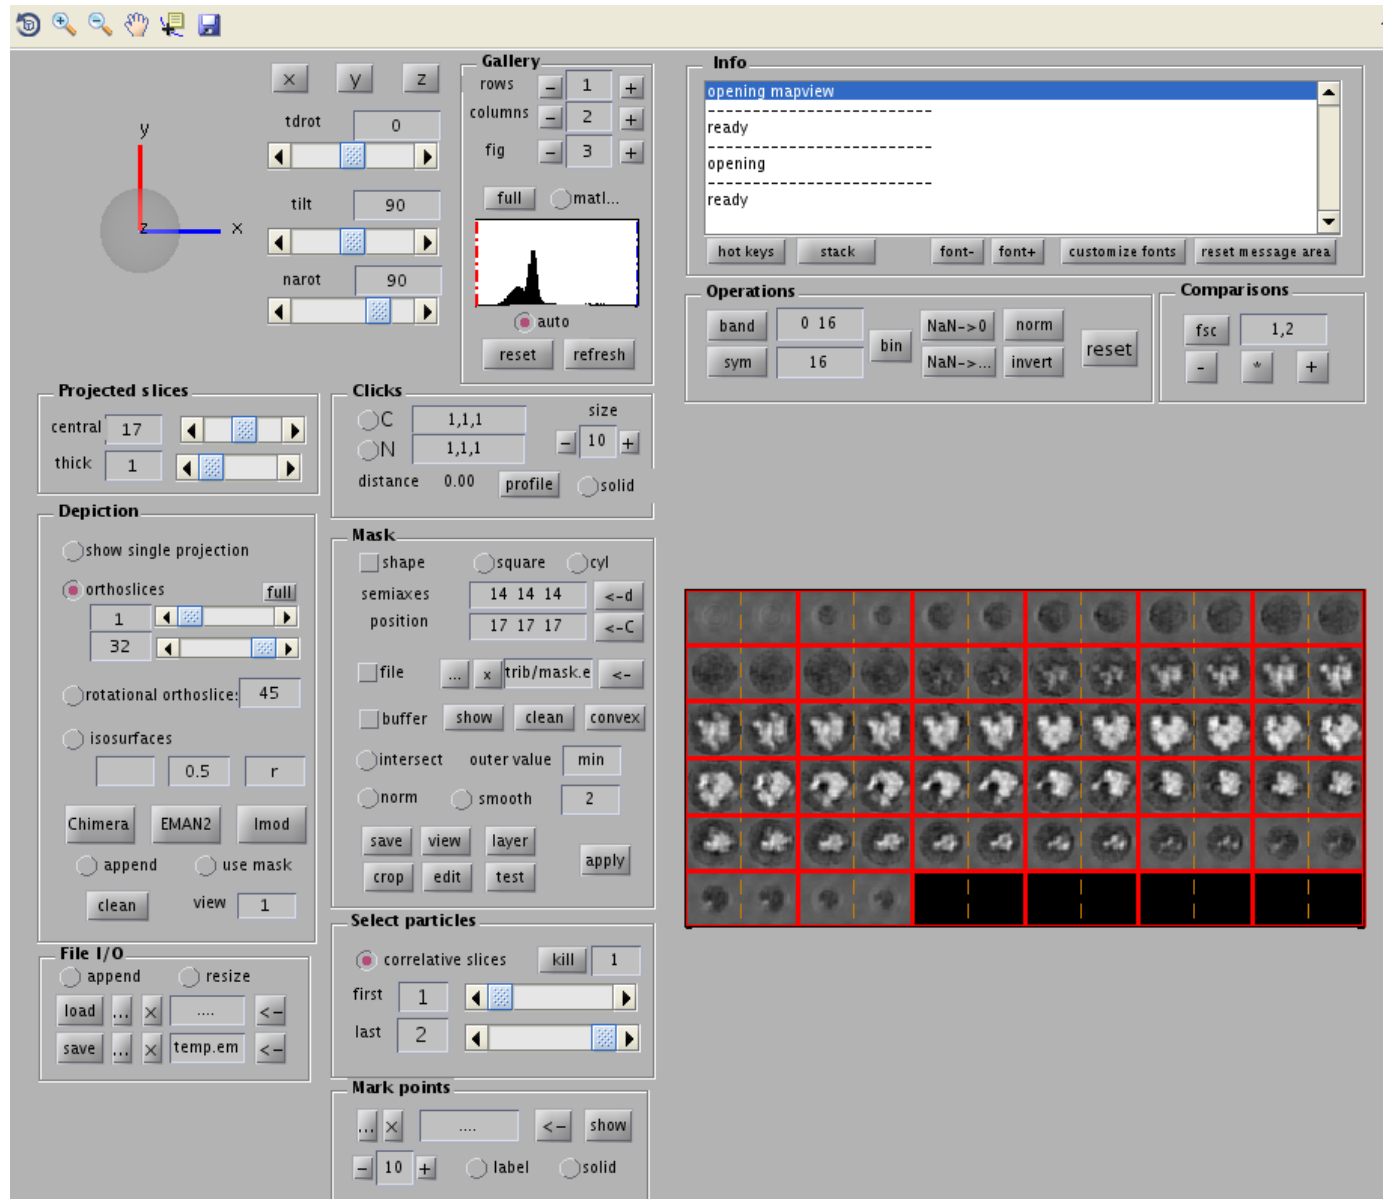 x y z
tdrot 0
tilt 90
narot 90
y
z x
Gallery
rows - 1 +
columns - 2 +
fig - 3 +
full matl...
auto
reset refresh
Info
opening mapview
---------------------------
ready
---------------------------
opening
---------------------------
ready
hot keys stack font- font+ customize fonts reset message area
Operations
band 0 16 bin NaN->0 norm reset
sym 16 NaN->... invert
Comparisons
fsc 1,2
- * +
Projected slices
central 17
thick 1
Clicks
C 1,1,1 size
N 1,1,1 - 10 +
distance 0.00 profile solid
Depiction
show single projection
orthoslices full
1
32
rotational orthoslice: 45
isosurfaces
0.5 r
Chimera EMAN2 Imod
append use mask
clean view 1
Mask
shape square cyl
semiaxes 14 14 14 <-d
position 17 17 17 <-C
file ... x trib/mask.e <-
buffer show clean convex
intersect outer value min
norm smooth 2
save view layer apply
crop edit test
Select particles
correlative slices kill 1
first 1
last 2
File I/O
append resize
load ... x .... <-
save ... x temp.em <-
Mark points
... x .... <- show
- 10 + label solid